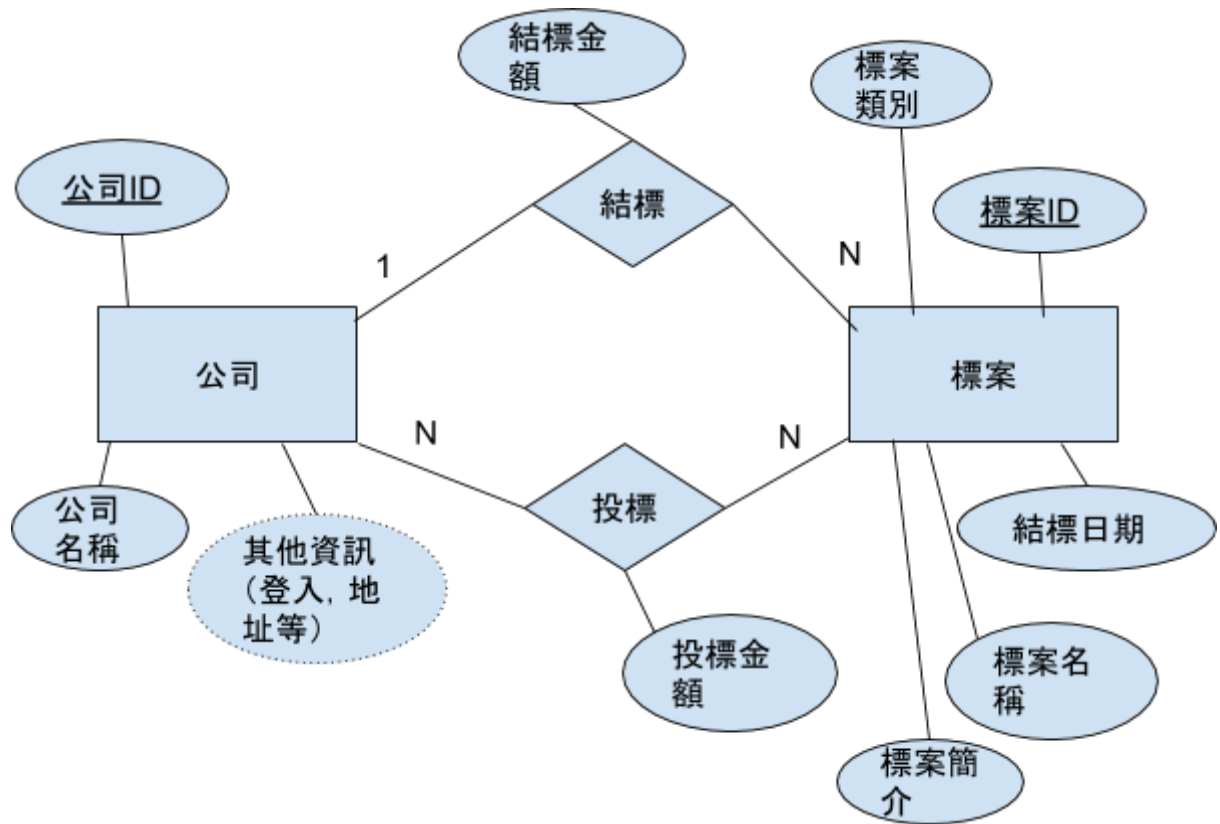 結標金
額
標案
類別
公司ID
結標
標案ID
1
N
公司
標案
N
N
投標
公司
名稱
其他資訊
（登入, 地
址等）
結標日期
投標金
額
標案名
稱
標案簡
介